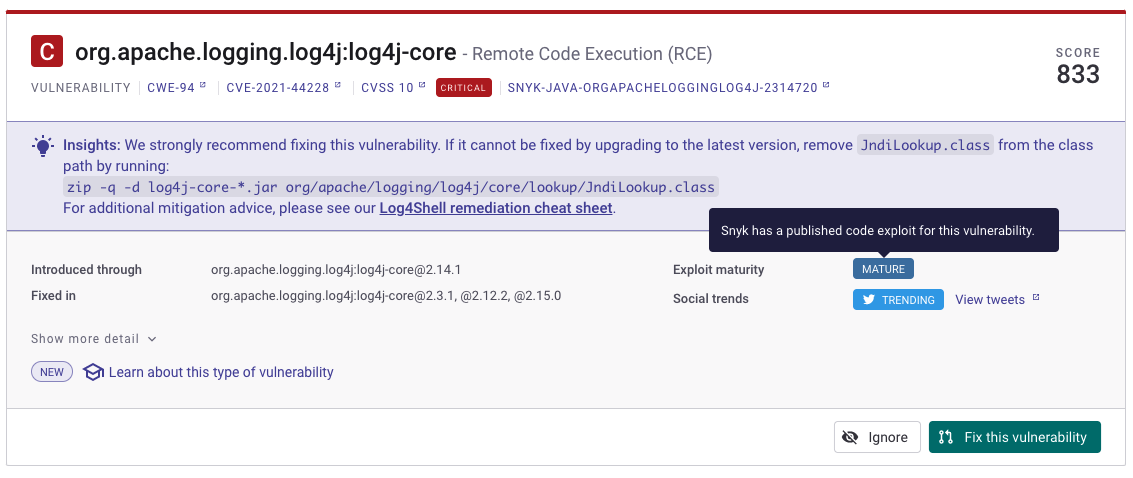 C org.apache.logging.log4j:log4j-core - Remote Code Execution (RCE)
SCORE
833
VULNERABILITY CWE-94 CVE-2021-44228 CVSS 10 CRITICAL SNYK-JAVA-ORGAPACHELOGGINGLOG4J-2314720
Insights: We strongly recommend fixing this vulnerability. If it cannot be fixed by upgrading to the latest version, remove JndiLookup.class from the class
path by running:
zip -q -d log4j-core-*.jar org/apache/logging/log4j/core/lookup/JndiLookup.class
For additional mitigation advice, please see our Log4Shell remediation cheat sheet.
Snyk has a published code exploit for this vulnerability.
Introduced through org.apache.logging.log4j:log4j-core@2.14.1
Fixed in org.apache.logging.log4j:log4j-core@2.3.1, @2.12.2, @2.15.0
Exploit maturity MATURE
Social trends TRENDING View tweets
Show more detail
NEW Learn about this type of vulnerability
Ignore Fix this vulnerability